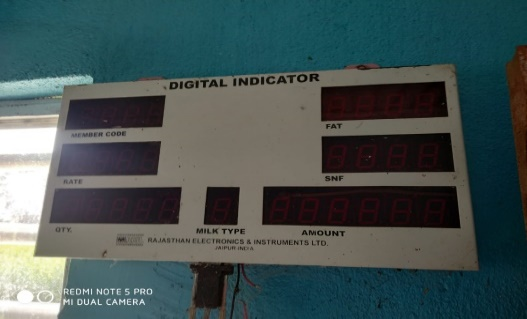 DIGITAL INDICATOR
MEMBER CODE
FAT
RATE
SNF
QTY.
MILK TYPE
AMOUNT
RAJASTHAN ELECTRONICS & INSTRUMENTS LTD.
JAIPUR INDIA
REDMI NOTE 5 PRO
MI DUAL CAMERA